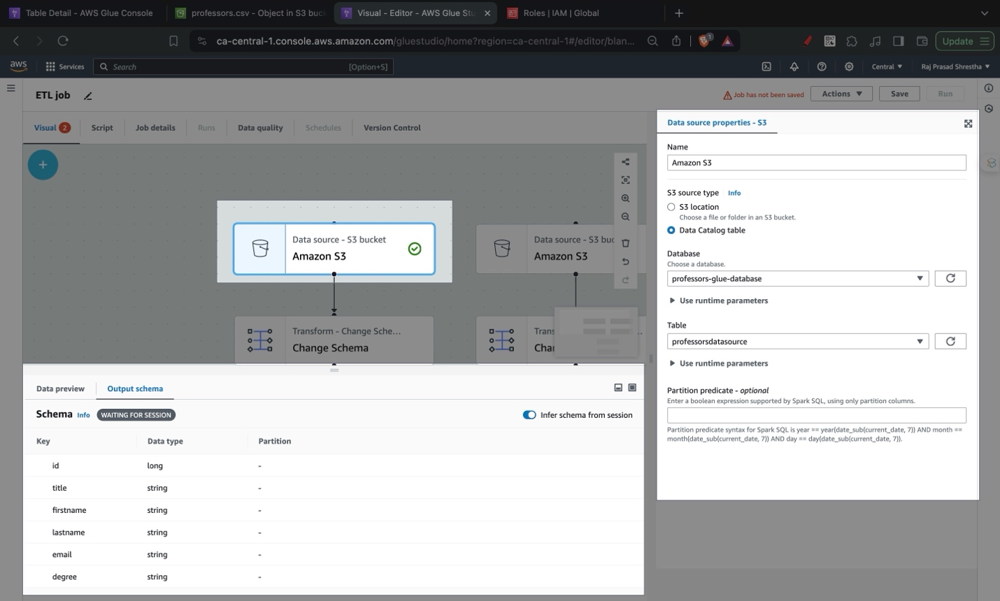 Table Detail - AWS Glue Console
professors.csv - Object in S3 buck
Visual - Editor - AWS Glue Stu
Roles | IAM | Global
ca-central-1.console.aws.amazon.com/gluestudio/home?region=ca-central-1#/editor/blan...
1
Update
aws
Services
Search
[Option+S]
Central
Raj Prasad Shrestha
ETL job
Job has not been saved
Actions
Save
Run
Visual 2
Script
Job details
Runs
Data quality
Schedules
Version Control
Data source - S3 bucket
Amazon S3
Data source - S3 buc
Amazon S3
Transform - Change Sche...
Change Schema
Trans
Chan
Data preview
Output schema
Schema Info WAITING FOR SESSION
Infer schema from session
Key Data type Partition
id long -
title string -
firstname string -
lastname string -
email string -
degree string -
Data source properties - S3
Name
Amazon S3
S3 source type Info
S3 location
Choose a file or folder in an S3 bucket.
Data Catalog table
Database
Choose a database.
professors-glue-database
Use runtime parameters
Table
professorsdatasource
Use runtime parameters
Partition predicate - optional
Enter a boolean expression supported by Spark SQL, using only partition columns.
Partition predicate syntax for Spark SQL is year == year(date_sub(current_date, 7)) AND month ==
month(date_sub(current_date, 7)) AND day == day(date_sub(current_date, 7)).